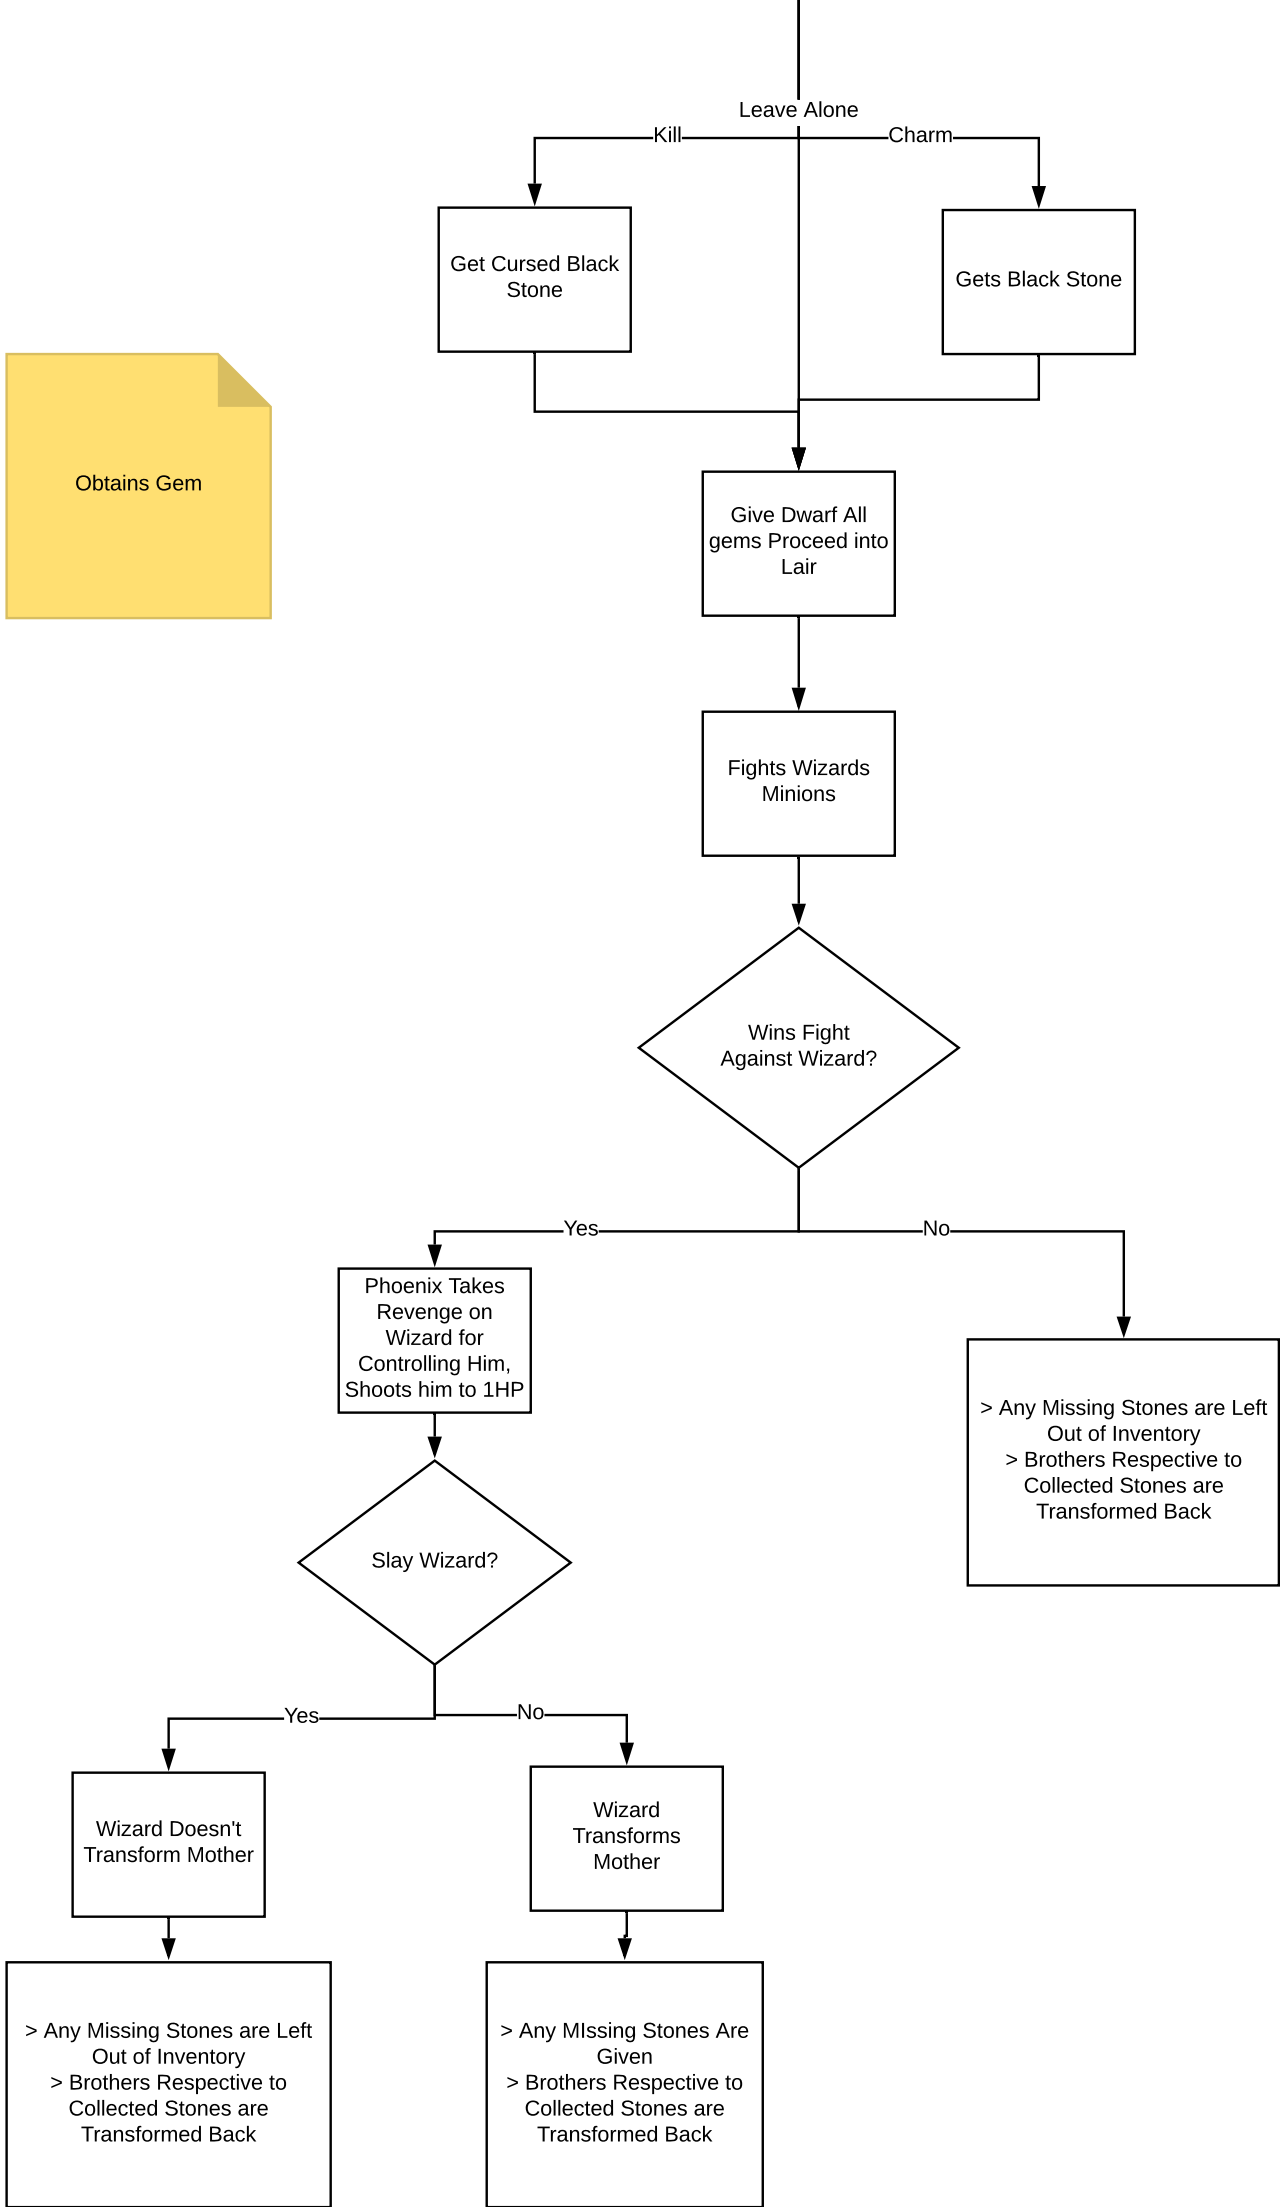 Leave Alone
Kill
Charm
Get Cursed Black
Stone
Gets Black Stone
Obtains Gem
Give Dwarf All
gems Proceed into
Lair
Fights Wizards
Minions
Wins Fight
Against Wizard?
Yes
No
Phoenix Takes
Revenge on
Wizard for
Controlling Him,
Shoots him to 1HP
> Any Missing Stones are Left
Out of Inventory
> Brothers Respective to
Collected Stones are
Transformed Back
Slay Wizard?
Yes
No
Wizard Doesn't
Transform Mother
Wizard
Transforms
Mother
> Any Missing Stones are Left
Out of Inventory
> Brothers Respective to
Collected Stones are
Transformed Back
> Any MIssing Stones Are
Given
> Brothers Respective to
Collected Stones are
Transformed Back